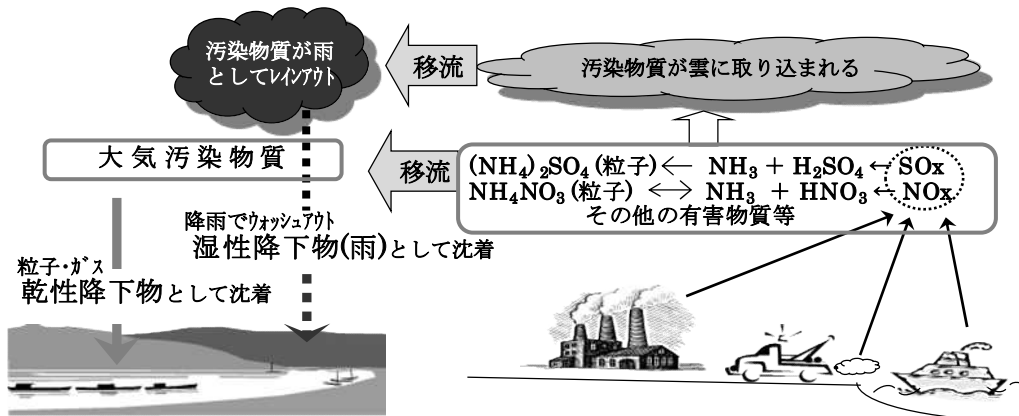 汚染物質が雨
としてﾚｲﾝｱｳﾄ
移流
汚染物質が雲に取り込まれる
大気汚染物質
移流
(NH₄)₂SO₄(粒子)← NH₃ + H₂SO₄←SOx
NH₄NO₃(粒子) ←→ NH₃ + HNO₃←NOx
その他の有害物質等
降雨でｳｫｯｼｭｱｳﾄ
湿性降下物(雨)として沈着
粒子･ｶﾞｽ
乾性降下物として沈着